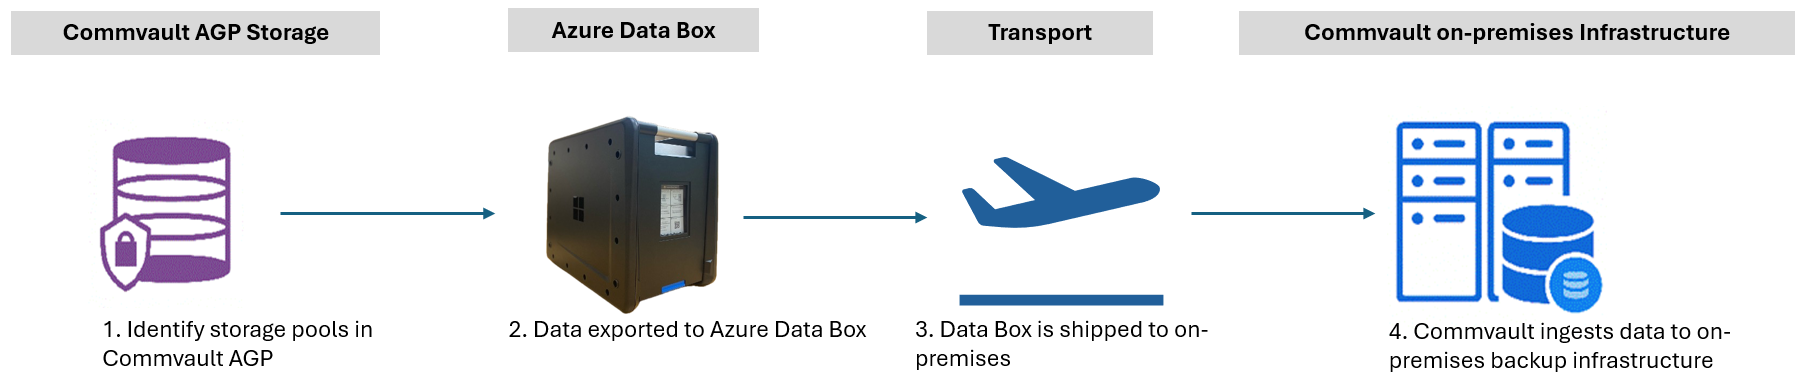 Commvault AGP Storage
Azure Data Box
Transport
Commvault on-premises Infrastructure
1. Identify storage pools in
Commvault AGP
2. Data exported to Azure Data Box
3. Data Box is shipped to on-
premises
4. Commvault ingests data to on-
premises backup infrastructure